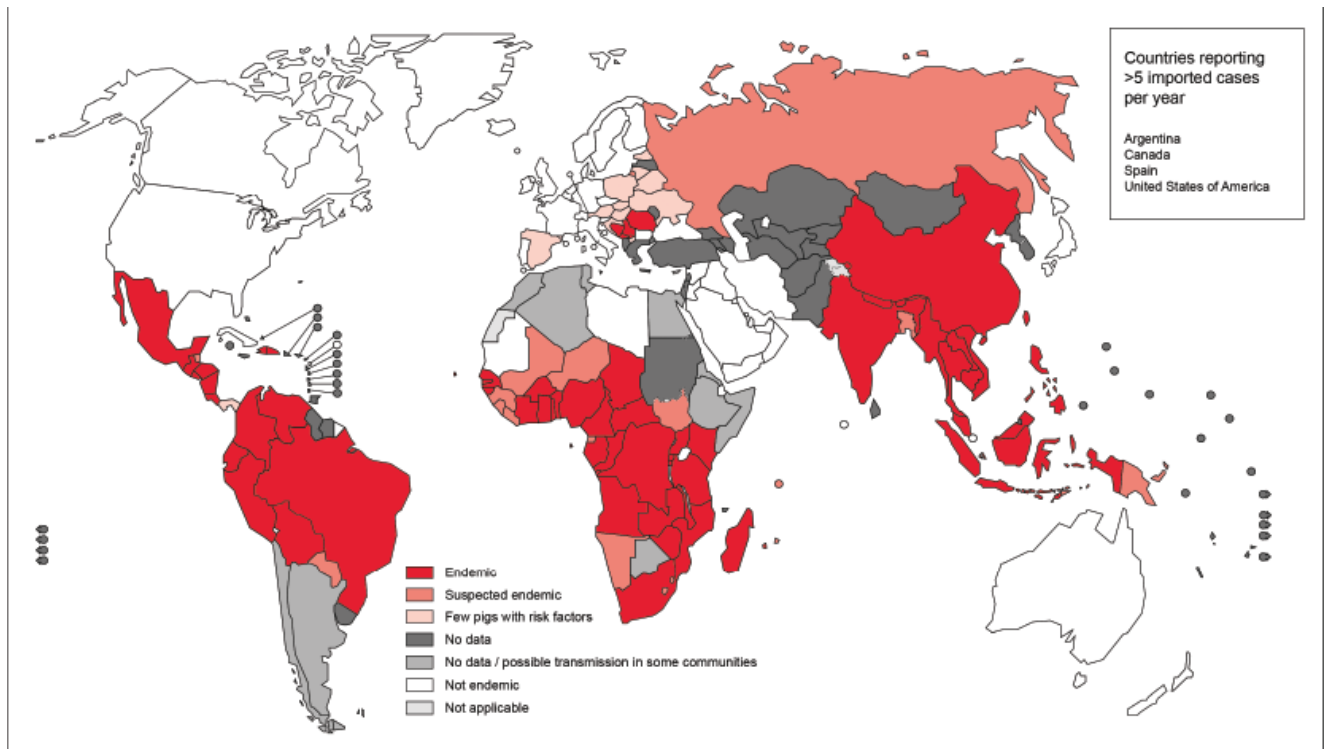 Countries reporting
>5 imported cases
per year
Argentina
Canada
Spain
United States of America
Endemic
Suspected endemic
Few pigs with risk factors
No data
No data / possible transmission in some communities
Not endemic
Not applicable